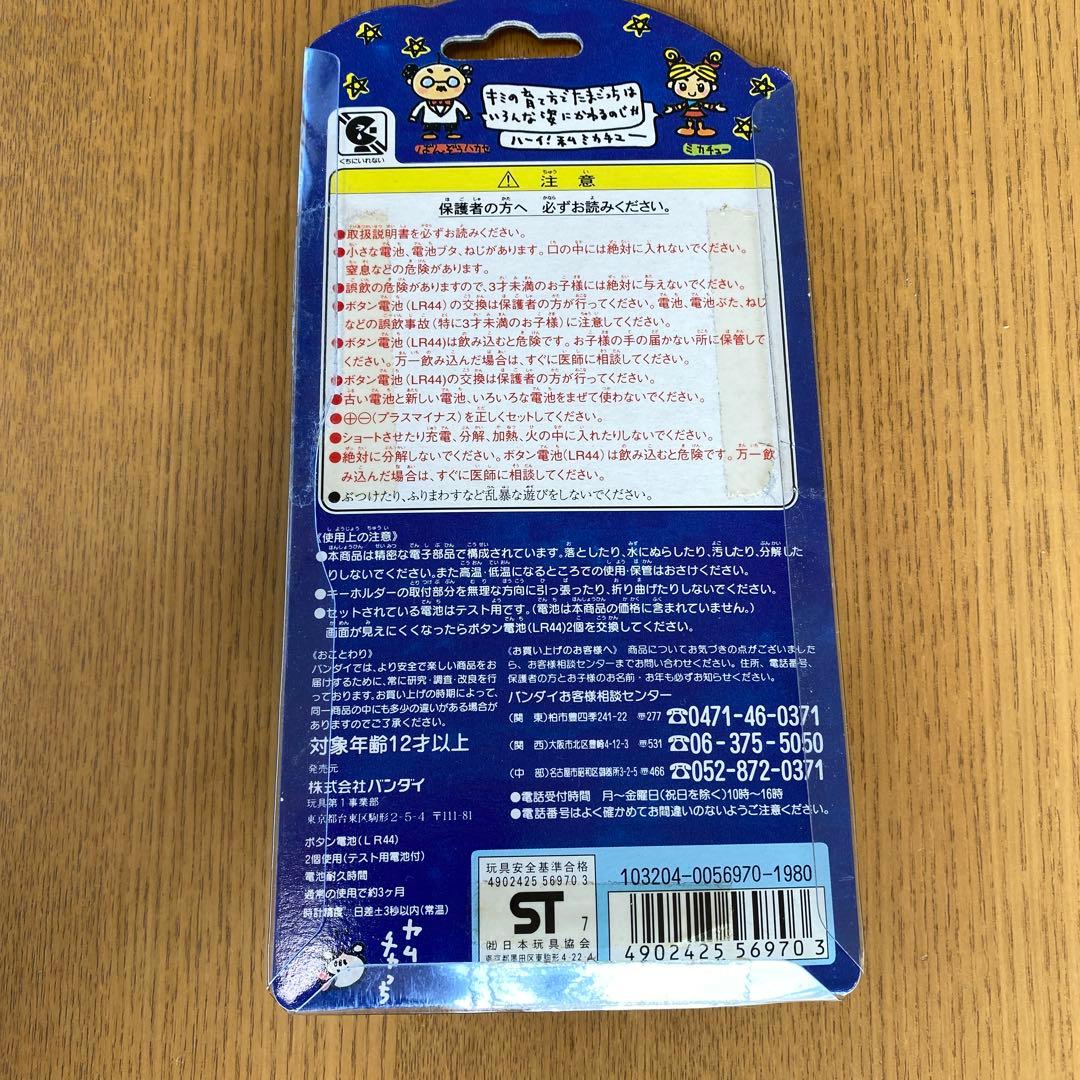 キミの育て方でたまごっちは
いろんな姿にかわるのじゃ
ハーイ!私ミカチュー
ばんぞうハカセ
ミカチュー
くちにいれない
注意
保護者の方へ 必ずお読みください。
●取扱説明書を必ずお読みください。
●小さな電池、電池ブタ、ねじがあります。口の中には絶対に入れないでください。
窒息などの危険があります。
●誤飲の危険がありますので、3才未満のお子様には絶対に与えないでください。
●ボタン電池(LR44)の交換は保護者の方が行ってください。電池、電池ぶた、ねじ
などの誤飲事故(特に3才未満のお子様)に注意してください。
●ボタン電池(LR44)は飲み込むと危険です。お子様の手の届かない所に保管して
ください。万一飲み込んだ場合は、すぐに医師に相談してください。
●ボタン電池(LR44)の交換は保護者の方が行ってください。
●古い電池と新しい電池、いろいろな電池をまぜて使わないでください。
●⊕⊖(プラスマイナス)を正しくセットしてください。
●ショートさせたり充電、分解、加熱、火の中に入れたりしないでください。
●絶対に分解しないでください。ボタン電池(LR44)は飲み込むと危険です。万一飲
み込んだ場合は、すぐに医師に相談してください。
●ぶつけたり、ふりまわすなど乱暴な遊びをしないでください。
《使用上の注意》
●本商品は精密な電子部品で構成されています。落としたり、水にぬらしたり、汚したり、分解した
りしないでください。また高温・低温になるところでの使用・保管はおさけください。
●キーホルダーの取付部分を無理な方向に引っ張ったり、折り曲げたりしないでください。
●セットされている電池はテスト用です。(電池は本商品の価格に含まれていません。)
画面が見えにくくなったらボタン電池(LR44)2個を交換してください。
《おことわり》
バンダイでは、より安全で楽しい商品をお
届けするために、常に研究・調査・改良を行
っております。お買い上げの時期によって、
同一商品の中にも多少の違いがある場合が
ありますのでご了承ください。
対象年齢12才以上
発売元
株式会社バンダイ
玩具第1事業部
東京都台東区駒形2-5-4 〒111-81
ボタン電池(LR44)
2個使用(テスト用電池付)
電池耐久時間
通常の使用で約3ヶ月
時計精度 日差±3秒以内(常温)
《お買い上げのお客様へ》 商品についてお気づきの点がございました
ら、お客様相談センターまでお問い合わせください。住所、電話番号、
保護者の方とお子様のお名前・お年も必ずお知らせください。
バンダイお客様相談センター
(関 東)柏市豊四季241-22 〒277 ☎0471-46-0371
(関 西)大阪市北区豊崎4-12-3 〒531 ☎06-375-5050
(中 部)名古屋市昭和区御器所3-2-5 〒466 ☎052-872-0371
●電話受付時間 月〜金曜日(祝日を除く)10時〜16時
●電話番号はよく確かめてお間違いのないようご注意ください。
玩具安全基準合格
4902425 56970 3
ST 7
(社)日本玩具協会
東京都墨田区東駒形4-22-4
103204-0056970-1980
4902425 569703